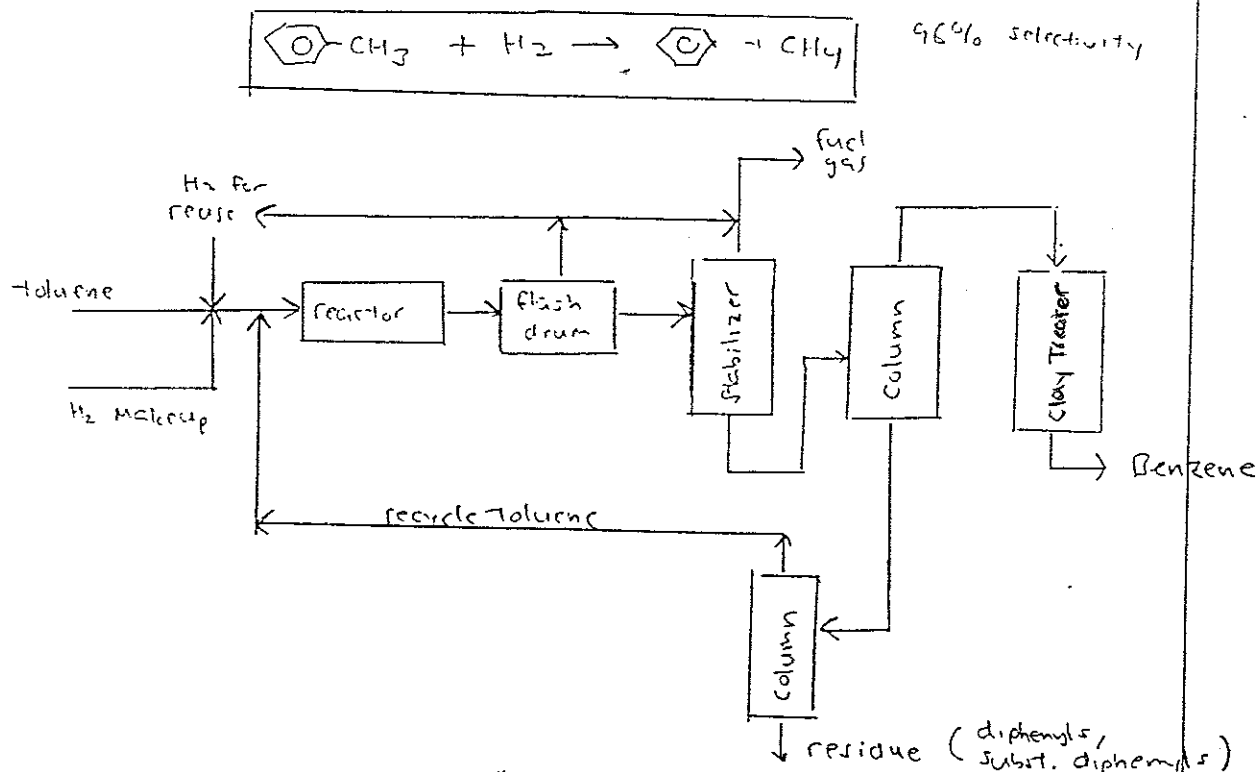 CH3 + H2 → + CH4
96% selectivity
fuel
gas
H2 for
reuse
toluene
reactor
flash
drum
Stabilizer
Column
Clay Treater
H2 Makeup
Benzene
recycle toluene
Column
residue (diphenyls,
subst. diphenyls)